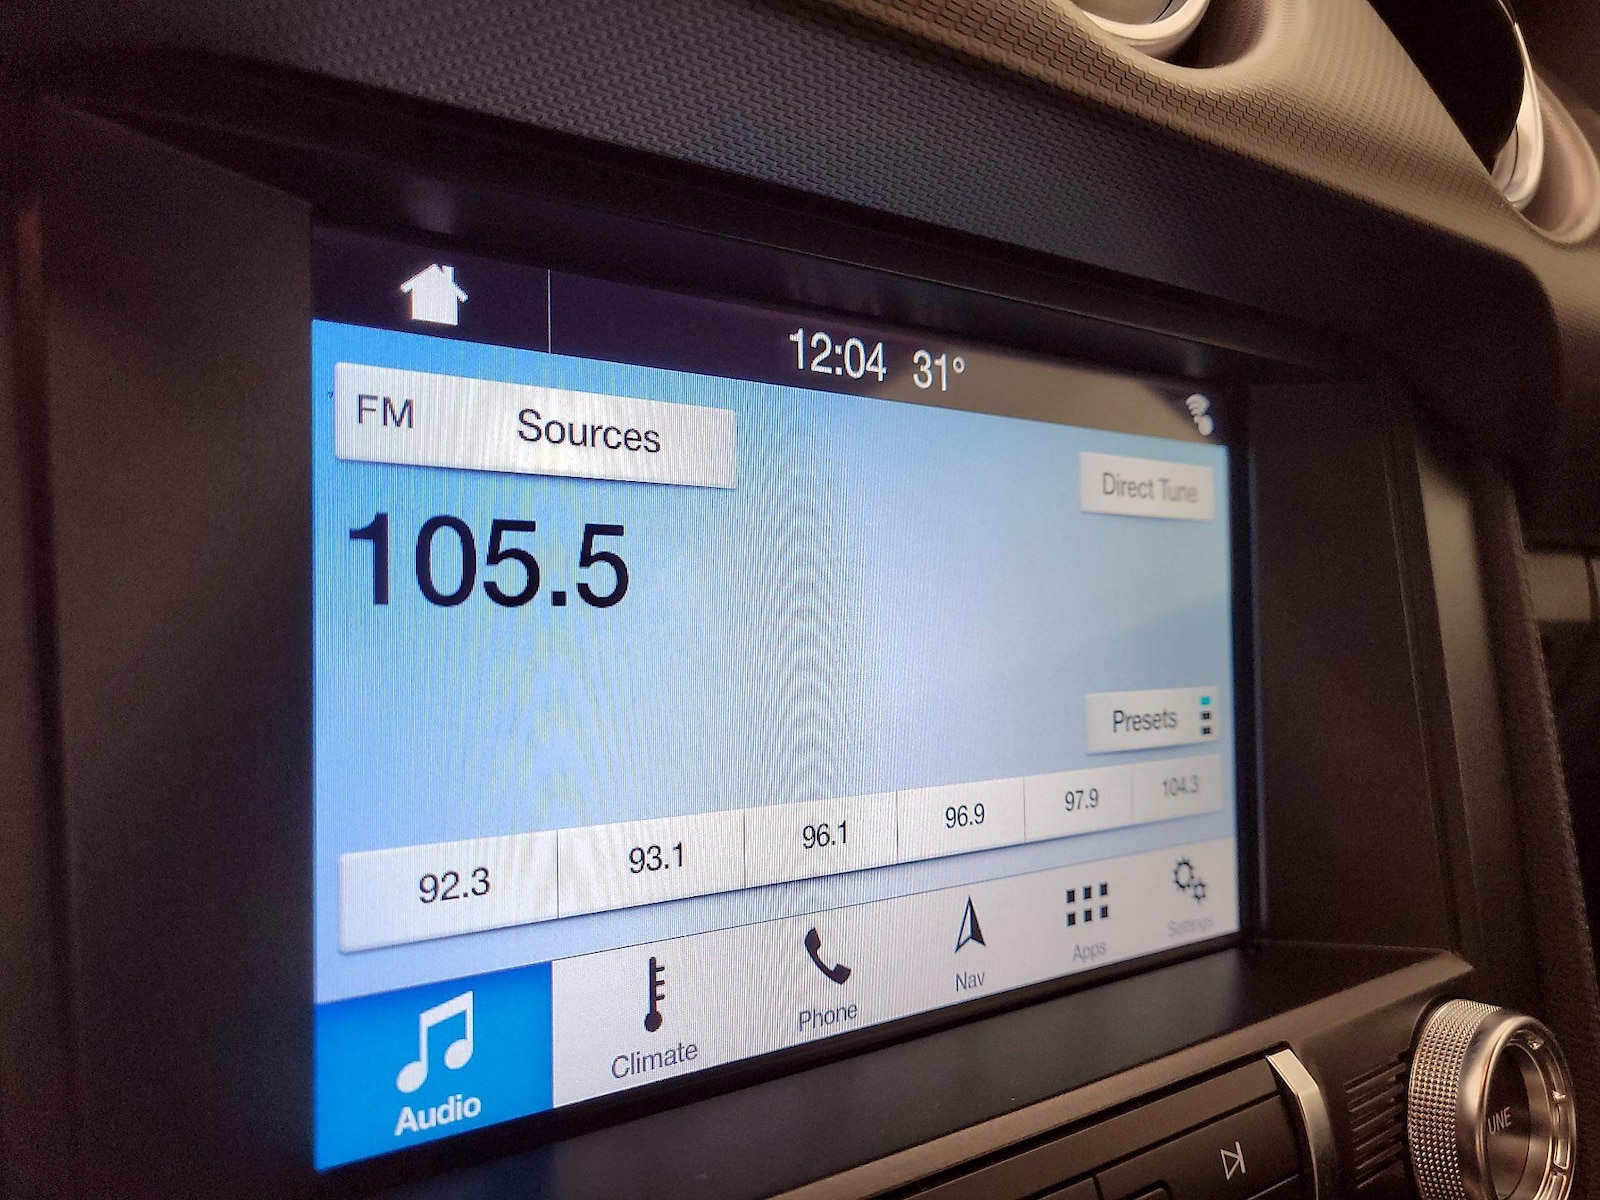 12:04 31°
FM Sources
Direct Tune
105.5
Presets
92.3 93.1 96.1 96.9 97.9 104.3
Audio Climate Phone Nav Apps Settings
TUNE